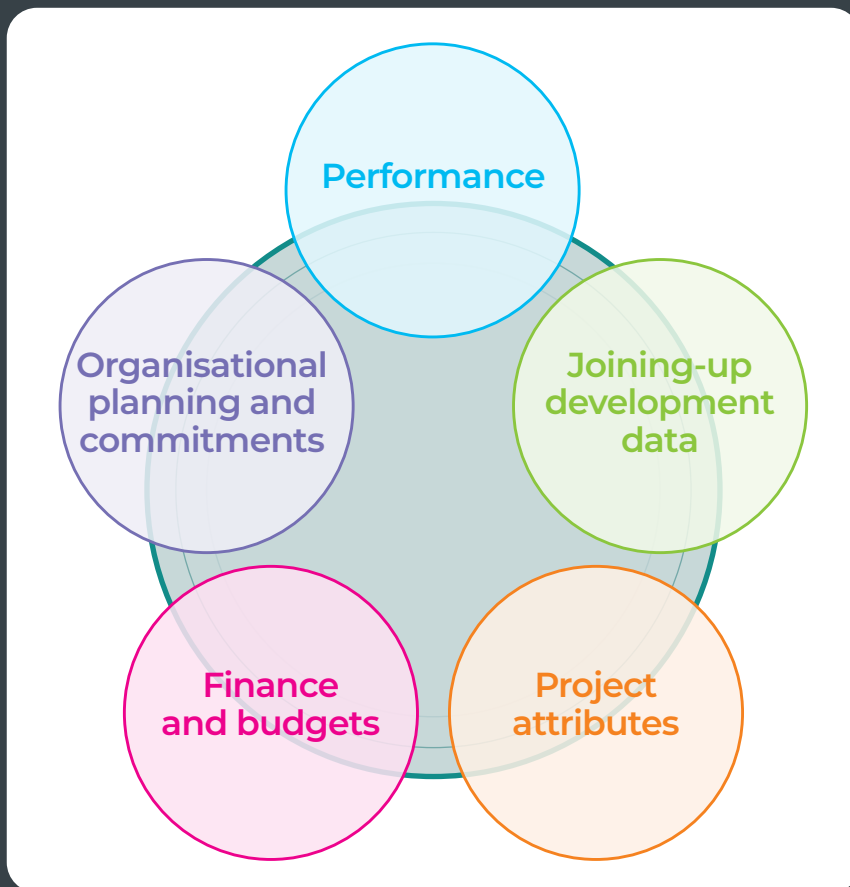 Performance
Organisational
planning and
commitments
Joining-up
development
data
Finance
and budgets
Project
attributes